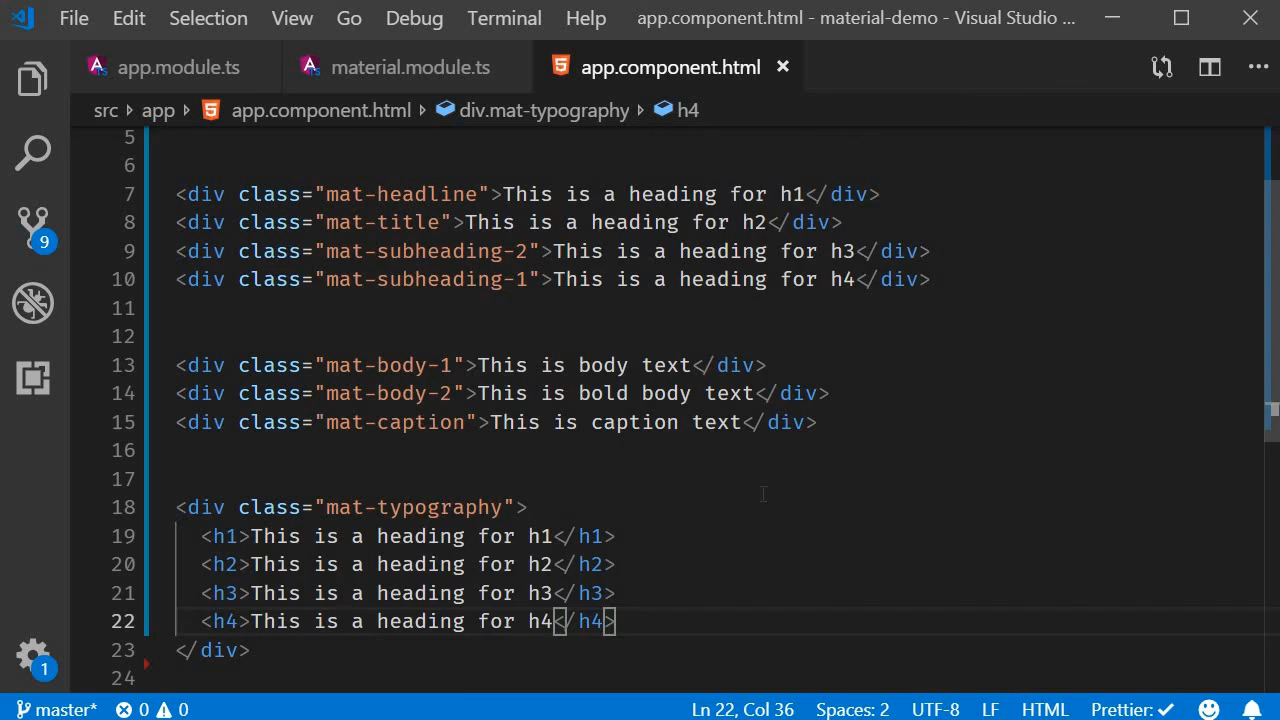 File Edit Selection View Go Debug Terminal Help app.component.html - material-demo - Visual Studio ...
app.module.ts material.module.ts app.component.html
src app app.component.html div.mat-typography h4
5
6
7 <div class="mat-headline">This is a heading for h1</div>
8 <div class="mat-title">This is a heading for h2</div>
9 <div class="mat-subheading-2">This is a heading for h3</div>
10 <div class="mat-subheading-1">This is a heading for h4</div>
11
12
13 <div class="mat-body-1">This is body text</div>
14 <div class="mat-body-2">This is bold body text</div>
15 <div class="mat-caption">This is caption text</div>
16
17
18 <div class="mat-typography">
19 <h1>This is a heading for h1</h1>
20 <h2>This is a heading for h2</h2>
21 <h3>This is a heading for h3</h3>
22 <h4>This is a heading for h4</h4>
23 </div>
24
9
1
master* 0 0 Ln 22, Col 36 Spaces: 2 UTF-8 LF HTML Prettier: ✓